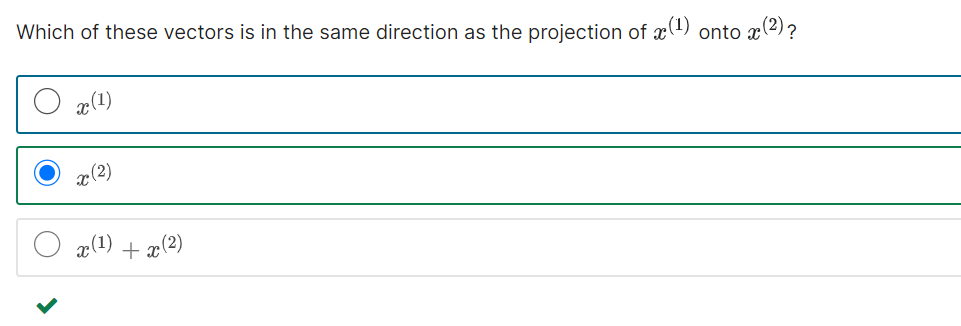 Which of these vectors is in the same direction as the projection of x⁽¹⁾ onto x⁽²⁾?
x⁽¹⁾
x⁽²⁾
x⁽¹⁾ + x⁽²⁾